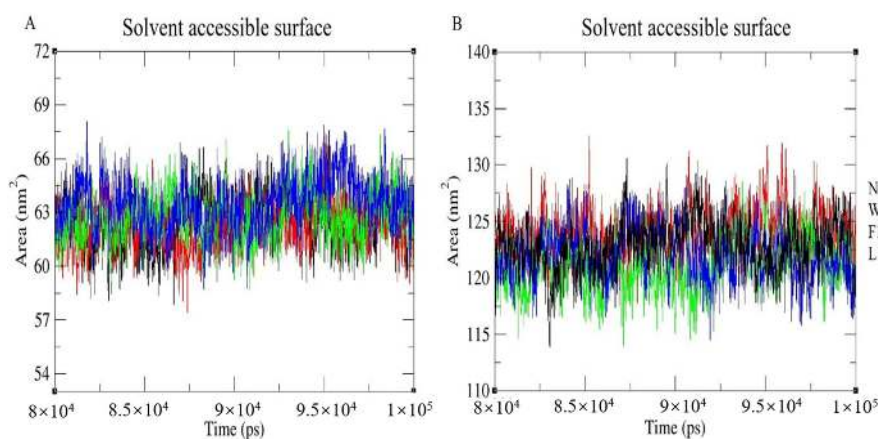 A
Solvent accessible surface
72
69
66
63
60
57
54
Area (nm²)
8×10⁴ 8.5×10⁴ 9×10⁴ 9.5×10⁴ 1×10⁵
Time (ps)
B
Solvent accessible surface
140
135
130
125
120
115
110
Area (nm²)
8×10⁴ 8.5×10⁴ 9×10⁴ 9.5×10⁴ 1×10⁵
Time (ps)
N
W
F
L